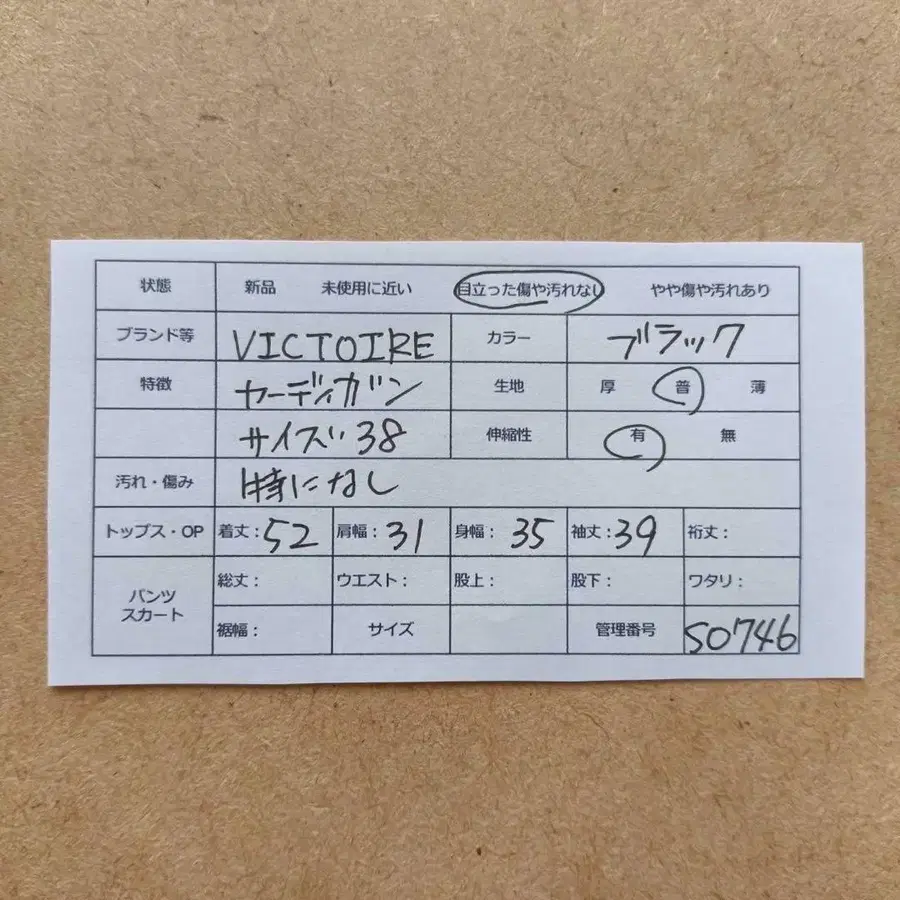 状態 新品 未使用に近い 目立った傷や汚れなし やや傷や汚れあり
ブランド等 VICTOIRE カラー ブラック
特徴 カーディガン 生地 厚 普 薄
サイズ 38 伸縮性 有 無
汚れ・傷み 特になし
トップス・OP 着丈：52 肩幅：31 身幅：35 袖丈：39 裄丈：
パンツ スカート 総丈： ウエスト： 股上： 股下： ワタリ：
裾幅： サイズ 管理番号 S0746